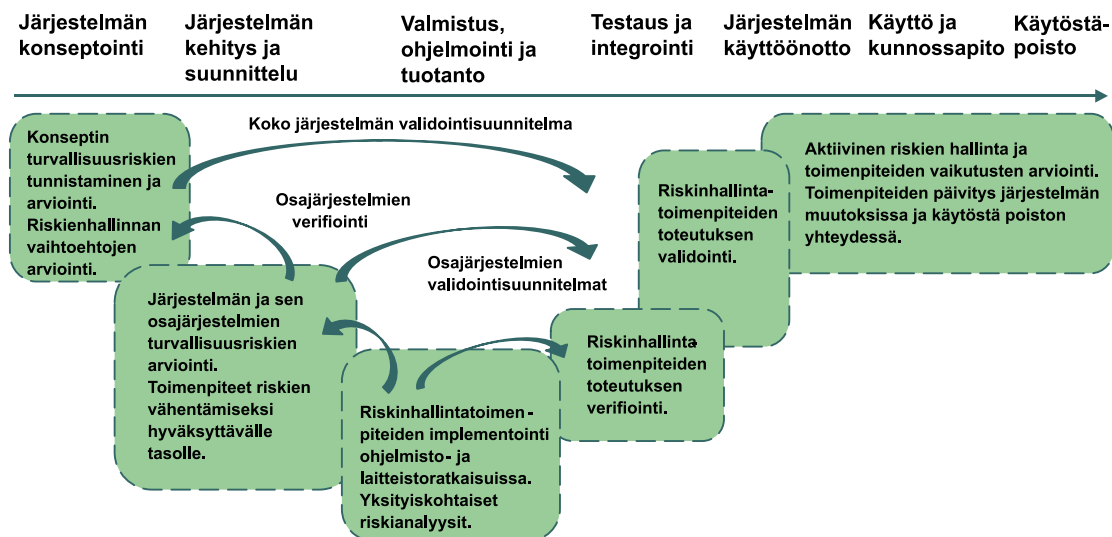 Järjestelmän
konseptointi
Järjestelmän
kehitys ja
suunnittelu
Valmistus,
ohjelmointi ja
tuotanto
Testaus ja
integrointi
Järjestelmän
käyttöönotto
Käyttö ja
kunnossapito
Käytöstä-
poisto
Koko järjestelmän validointisuunnitelma
Konseptin
turvallisuusriskien
tunnistaminen ja
arviointi.
Riskienhallinnan
vaihtoehtojen
arviointi.
Osajärjestelmien
verifiointi
Osajärjestelmien
validointisuunnitelmat
Järjestelmän ja sen
osajärjestelmien
turvallisuusriskien
arviointi.
Toimenpiteet riskien
vähentämiseksi
hyväksyttävälle
tasolle.
Riskinhallintatoimen-
piteiden implementointi
ohjelmisto- ja
laitteistoratkaisuissa.
Yksityiskohtaiset
riskianalyysit.
Riskinhallinta-
toimenpiteiden
toteutuksen
verifiointi.
Riskinhallinta-
toimenpiteiden
toteutuksen
validointi.
Aktiivinen riskien hallinta ja
toimenpiteiden vaikutusten arviointi.
Toimenpiteiden päivitys järjestelmän
muutoksissa ja käytöstä poiston
yhteydessä.